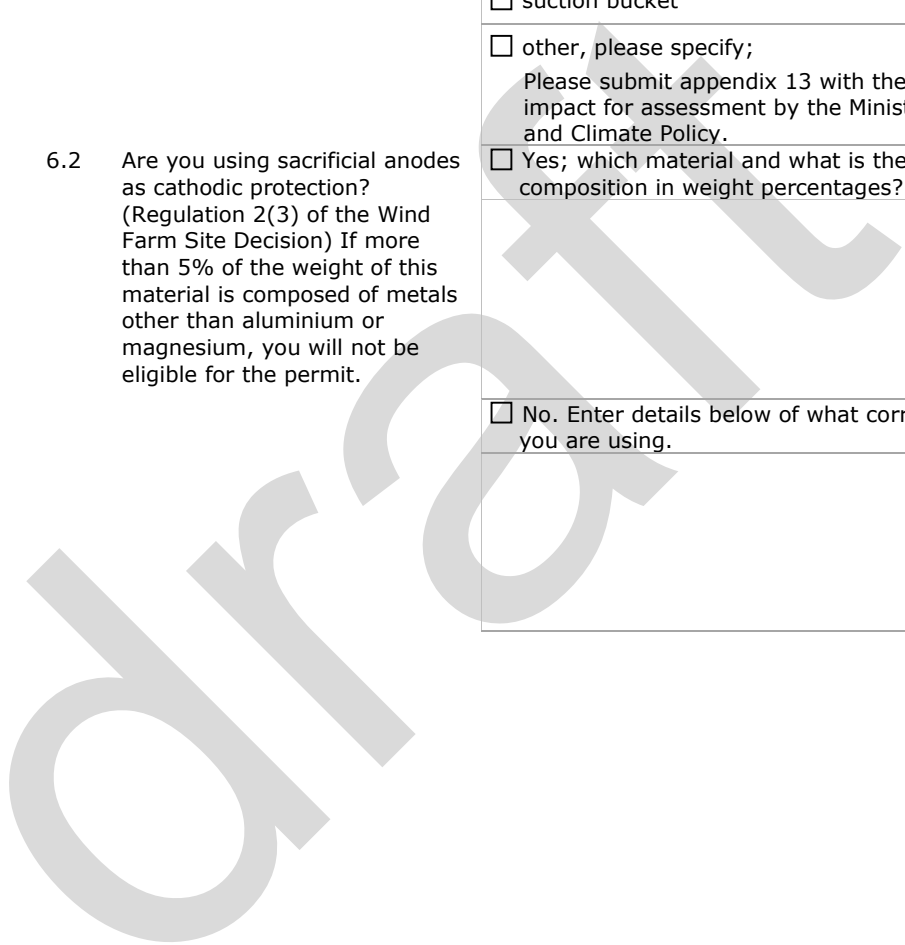 suction bucket
other, please specify;
Please submit appendix 13 with the
impact for assessment by the
and Climate Policy.
6.2 Are you using sacrificial anodes
as cathodic protection?
(Regulation 2(3) of the Wind
Farm Site Decision) If more
than 5% of the weight of this
material is composed of metals
other than aluminium or
magnesium, you will not be
eligible for the permit.
Yes; which material and what is the
composition in weight percentages?
No. Enter details below of what
you are using.
draft